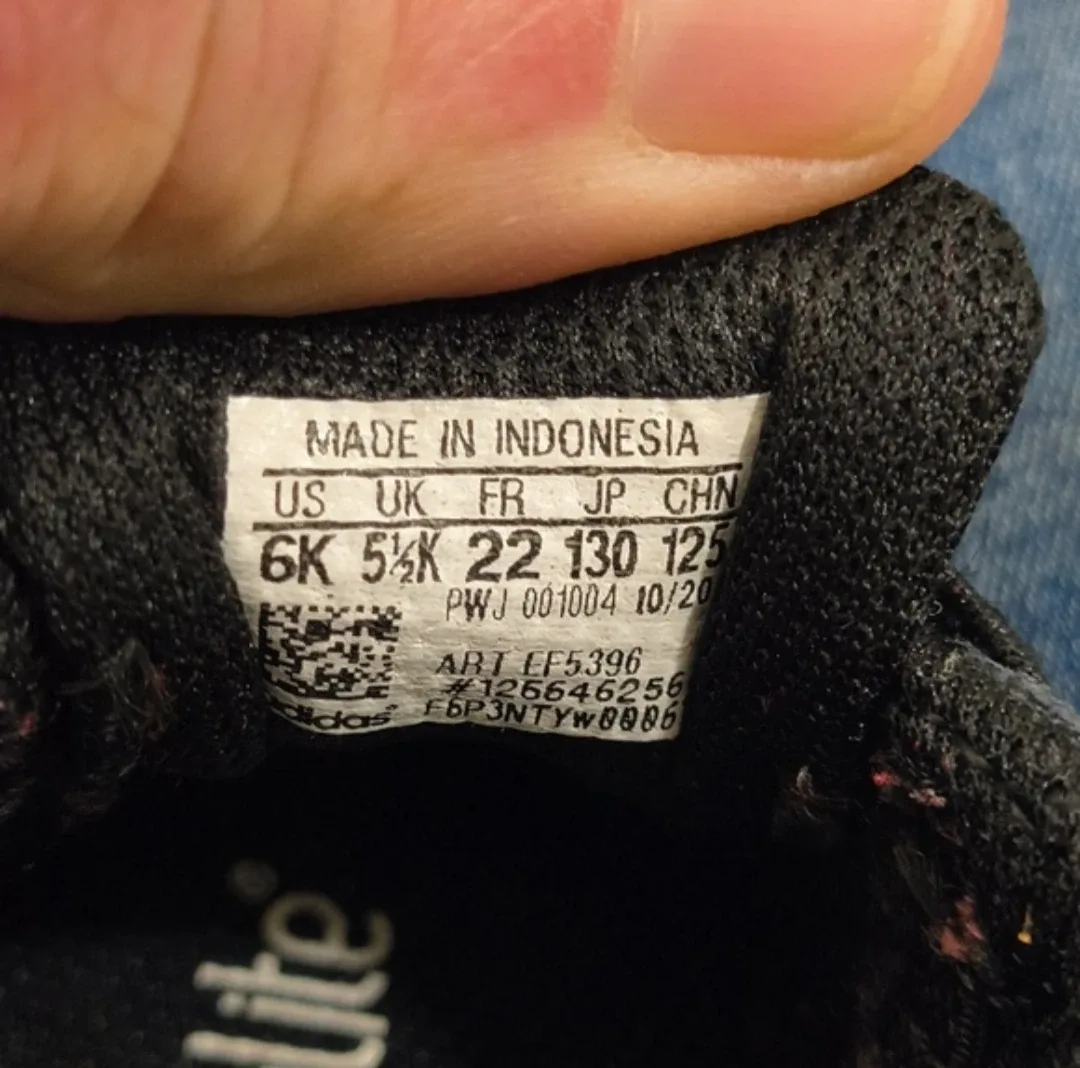 MADE IN INDONESIA
US UK FR JP CHN
6K 5½K 22 130 125
PWJ 001004 10/20
ART EF5396
#126646256
F6P3NTYW0006
adidas
lite®